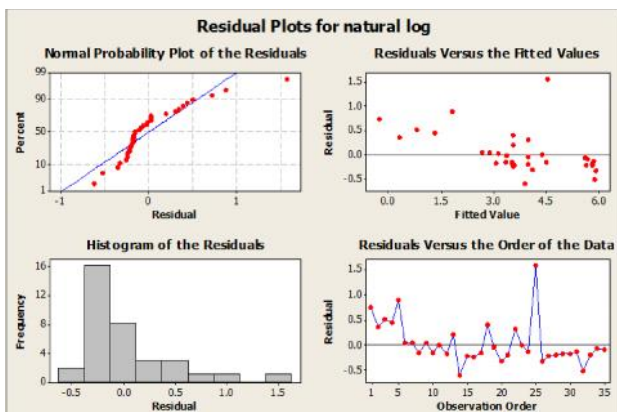 Residual Plots for natural log
Normal Probability Plot of the Residuals
99
90
50
10
1
Percent
-1 0 1
Residual
Residuals Versus the Fitted Values
1.5
1.0
0.5
0.0
-0.5
Residual
0.0 1.5 3.0 4.5 6.0
Fitted Value
Histogram of the Residuals
16
12
8
4
0
Frequency
-0.5 0.0 0.5 1.0 1.5
Residual
Residuals Versus the Order of the Data
1.5
1.0
0.5
0.0
-0.5
Residual
1 5 10 15 20 25 30 35
Observation Order